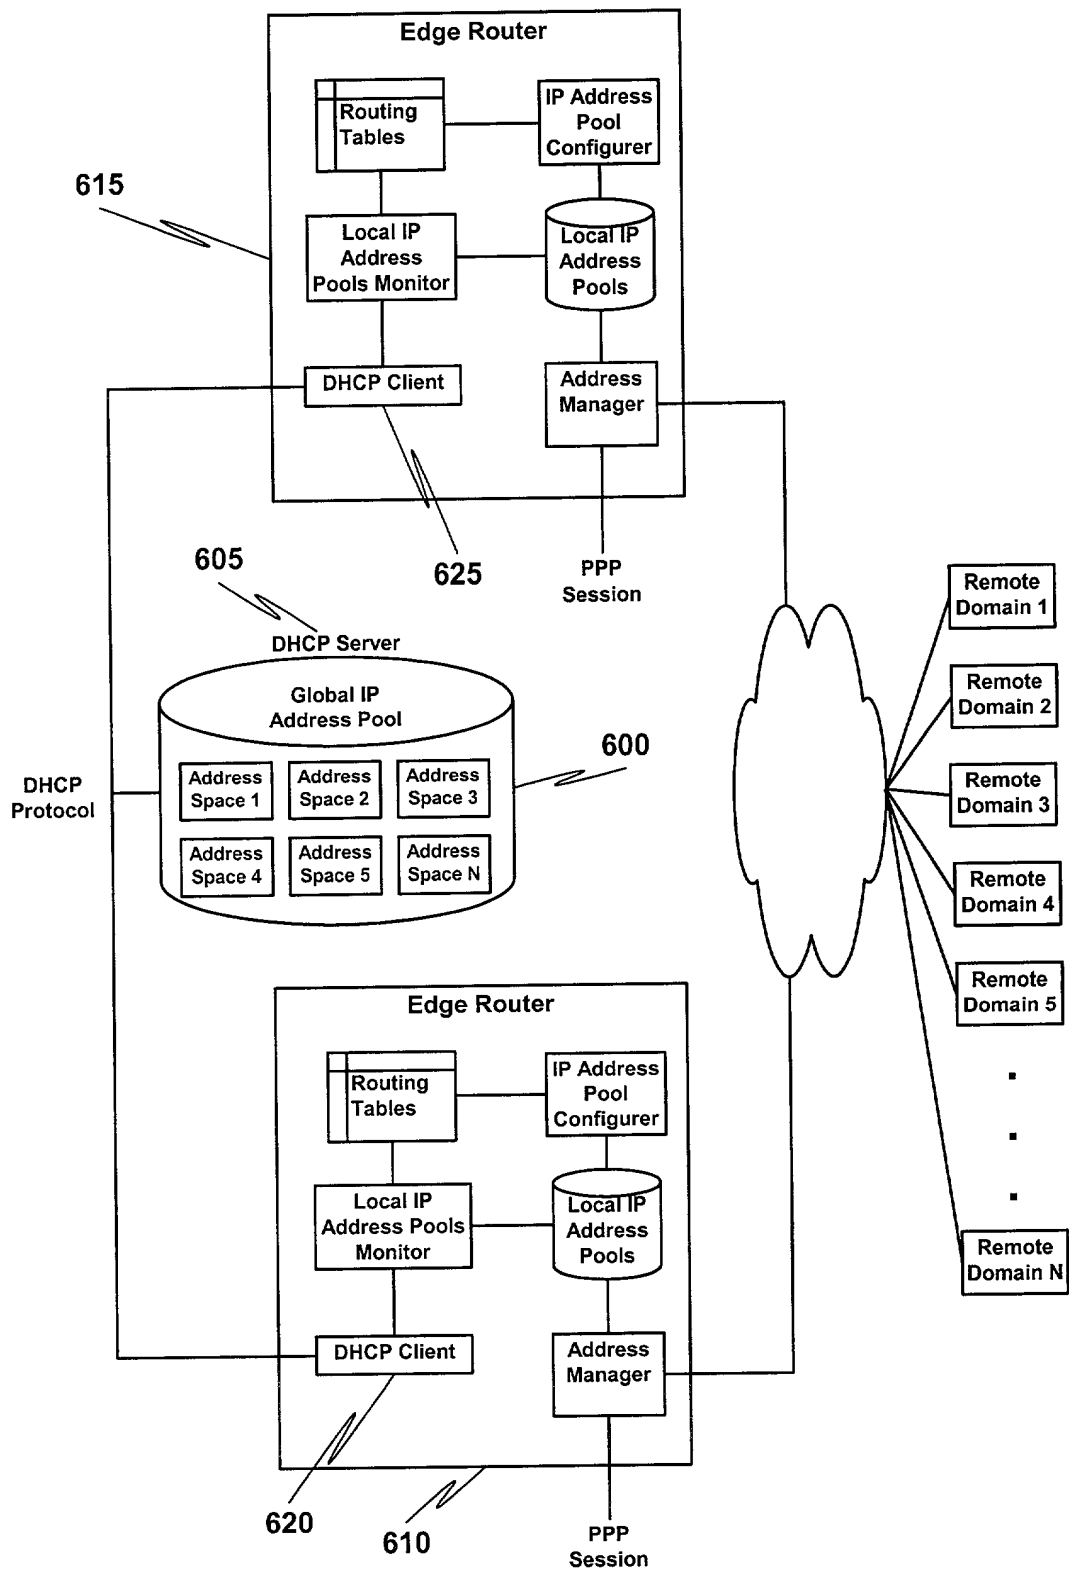 Edge Router
Routing
Tables
IP Address
Pool
Configurer
615
Local IP
Address
Pools Monitor
Local IP
Address
Pools
DHCP Client
Address
Manager
625
PPP
Session
605
DHCP Server
Global IP
Address Pool
600
Address
Space 1
Address
Space 2
Address
Space 3
Address
Space 4
Address
Space 5
Address
Space N
DHCP
Protocol
Remote
Domain 1
Remote
Domain 2
Remote
Domain 3
Remote
Domain 4
Remote
Domain 5
Remote
Domain N
Edge Router
Routing
Tables
IP Address
Pool
Configurer
Local IP
Address Pools
Monitor
Local IP
Address
Pools
DHCP Client
Address
Manager
620
610
PPP
Session